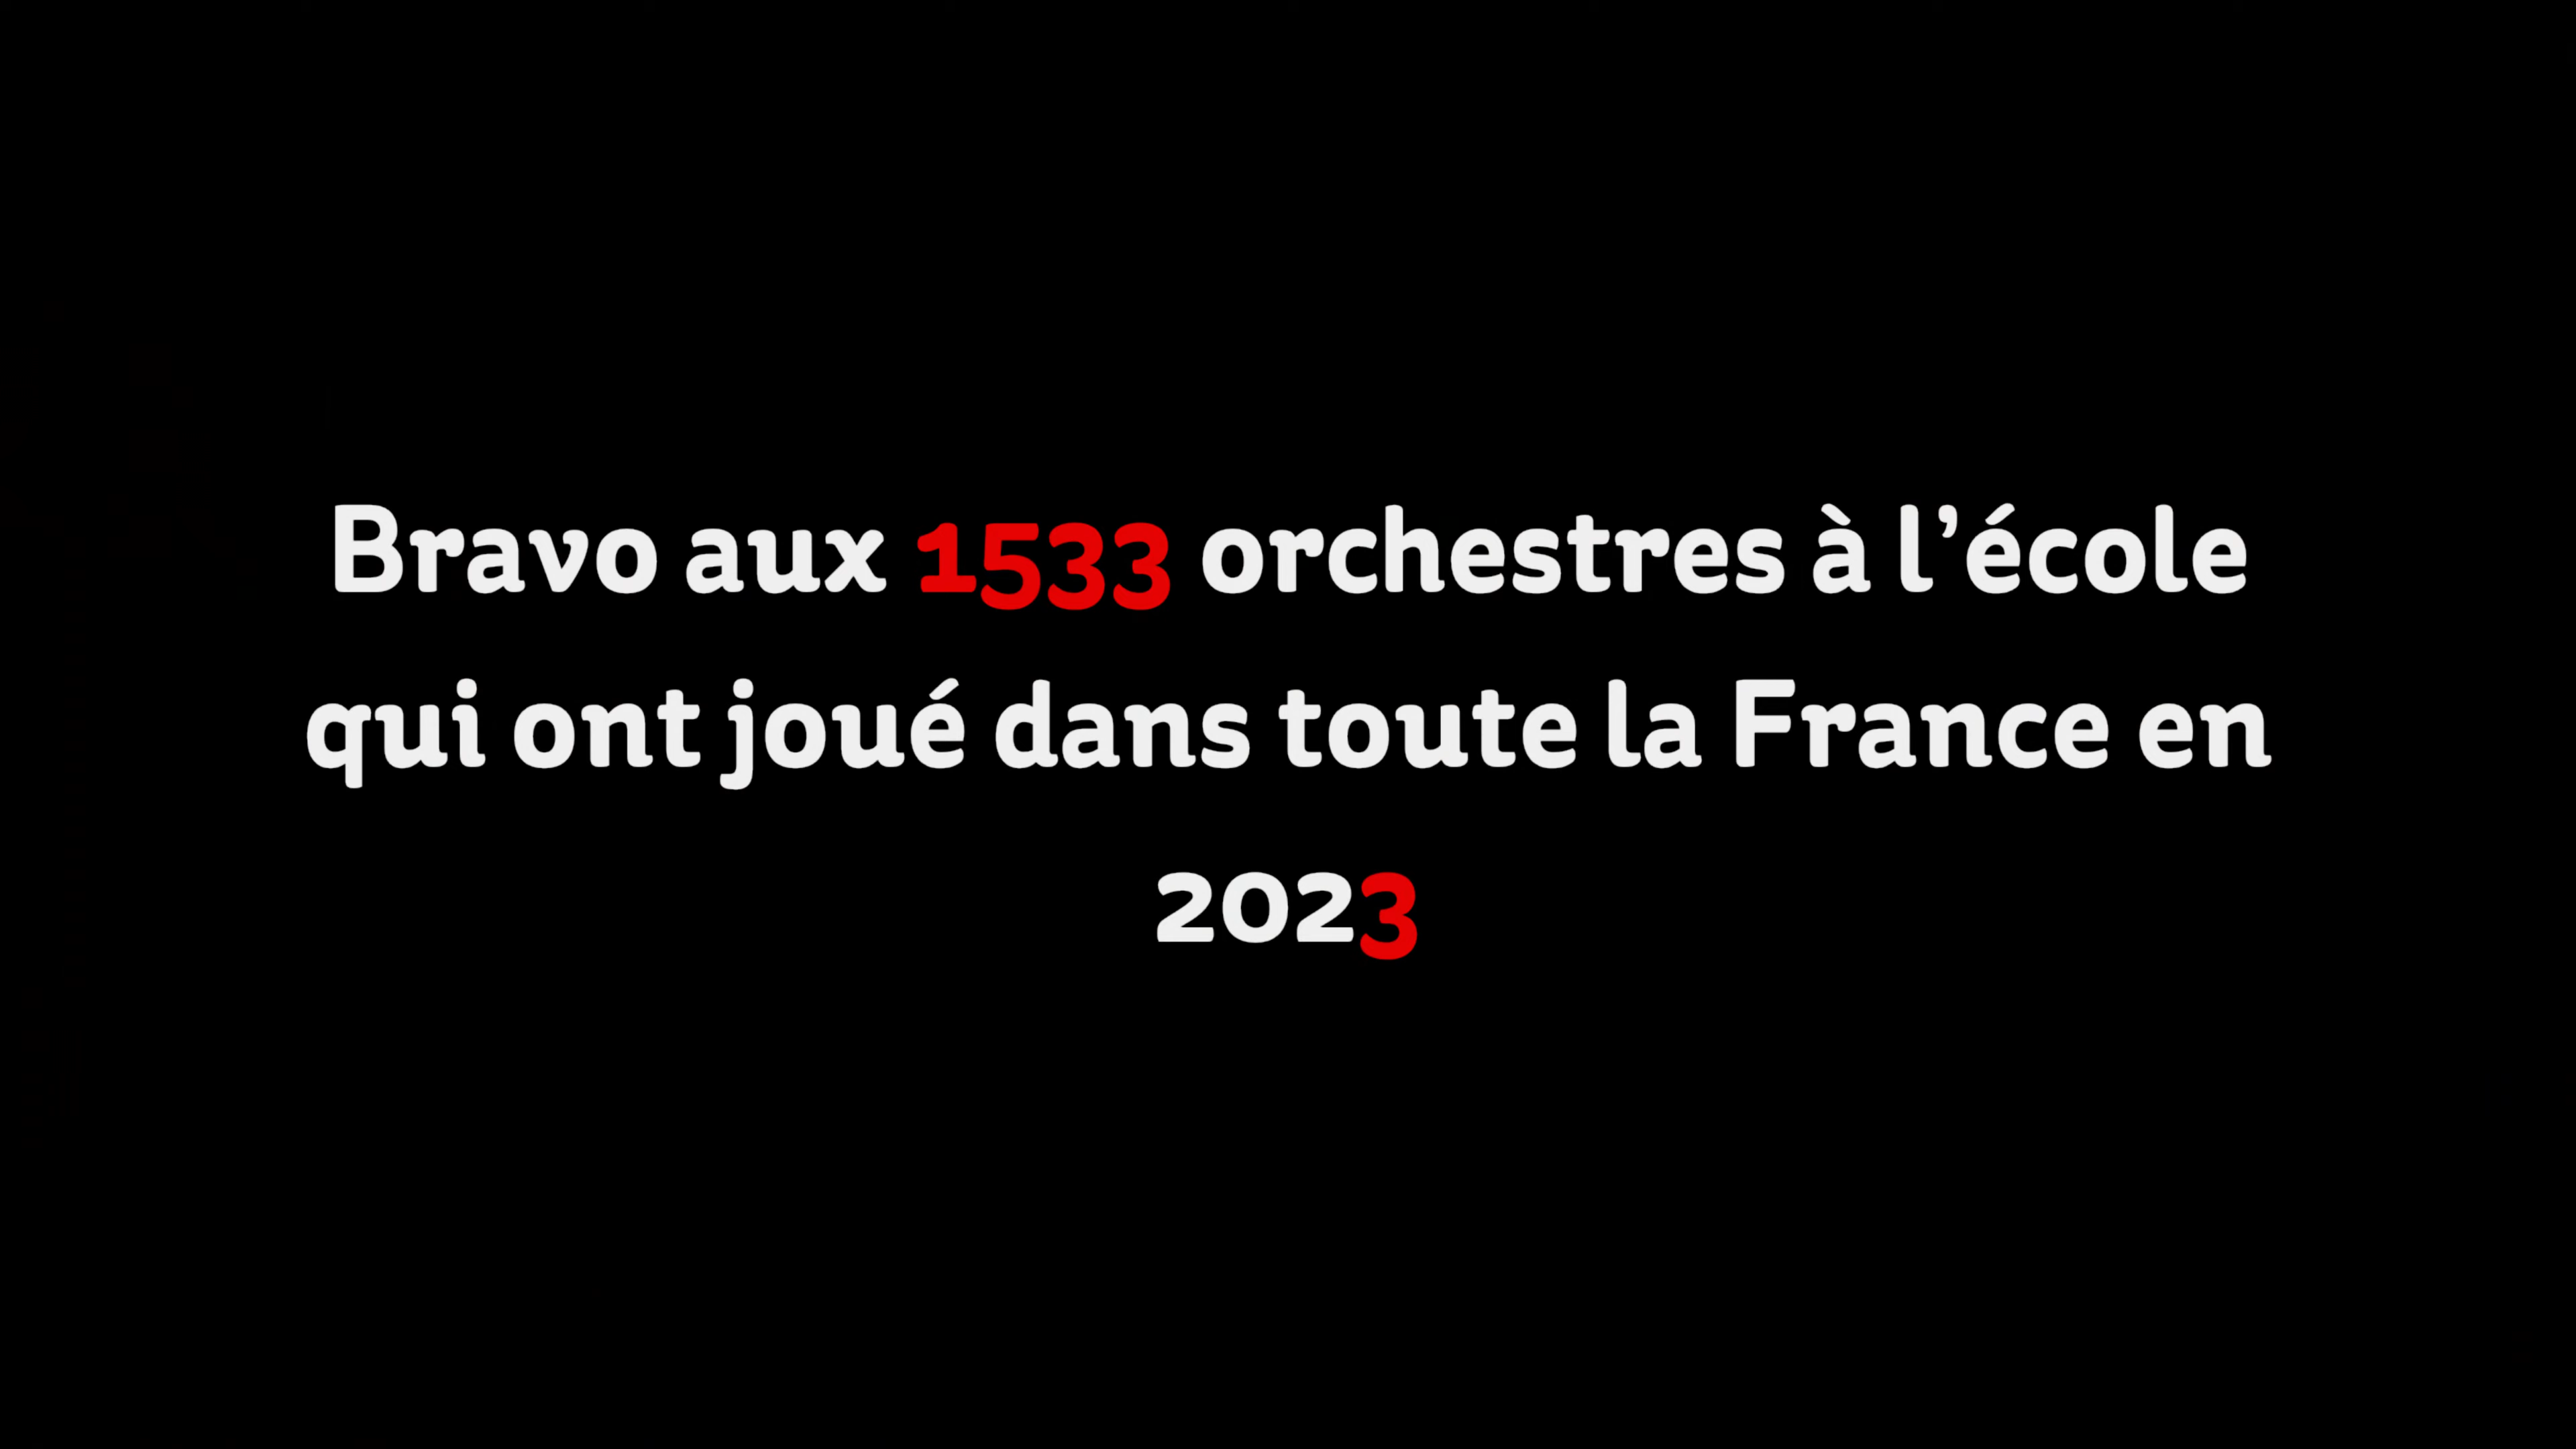 Bravo aux 1533 orchestres à l’école
qui ont joué dans toute la France en
2023